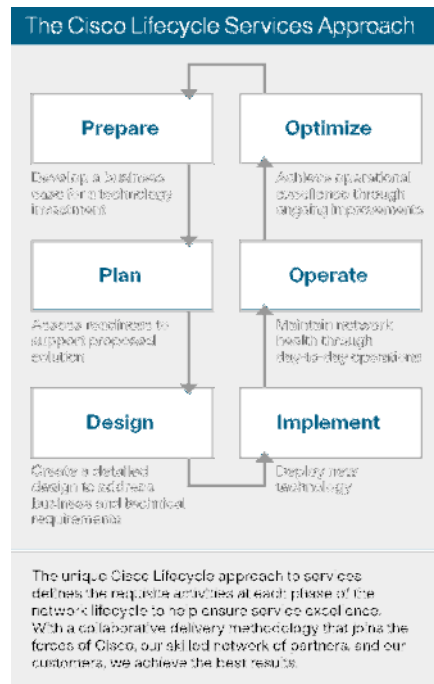 The Cisco Lifecycle Services Approach
Prepare
Develop a business
case for a technology
investment
Optimize
Achieve operational
excellence through
ongoing improvements
Plan
Assess readiness to
support proposed
solution
Operate
Maintain network
health through
day-to-day operations
Design
Create a detailed
design to address
business and technical
requirements
Implement
Deploy new
technology
The unique Cisco Lifecycle approach to services
defines the requisite activities at each phase of the
network lifecycle to help ensure service excellence.
With a collaborative delivery methodology that joins the
forces of Cisco, our skilled network of partners, and our
customers, we achieve the best results.